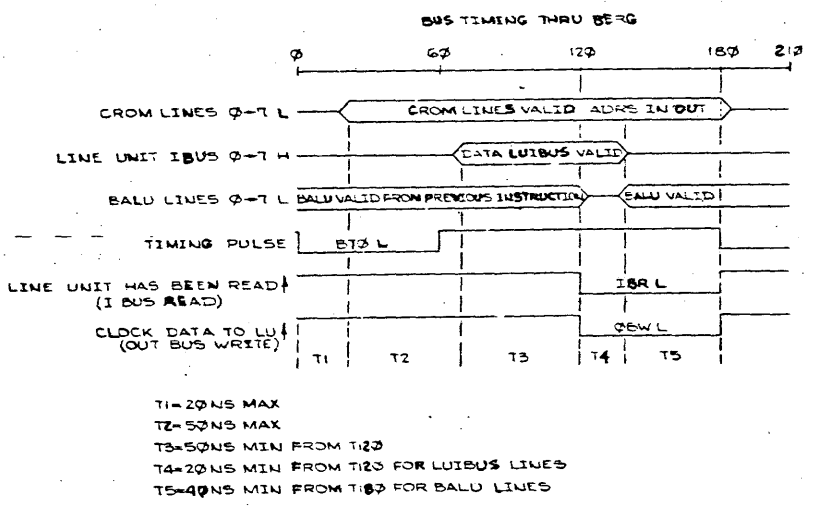 BUS TIMING THRU BERG
Ø 6Ø 12Ø 18Ø 21Ø
CROM LINES Ø-7 L
CROM LINES VALID ADRS IN OUT
LINE UNIT IBUS Ø-7 H
DATA LUIBUS VALID
BALU LINES Ø-7 L
BALU VALID FROM PREVIOUS INSTRUCTION
BALU VALID
TIMING PULSE
BTØ L
LINE UNIT HAS BEEN READ
(I BUS READ)
IBR L
CLOCK DATA TO LU
(OUT BUS WRITE)
ØBW L
T1 T2 T3 T4 T5
T1=2ØNS MAX
T2=5ØNS MAX
T3=5ØNS MIN FROM T12Ø
T4=2ØNS MIN FROM T12Ø FOR LUIBUS LINES
T5=4ØNS MIN FROM T18Ø FOR BALU LINES